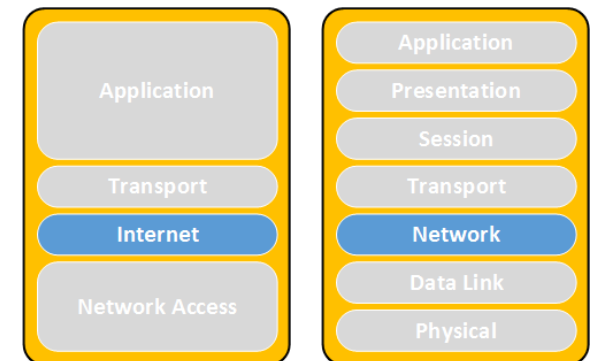 Application
Transport
Internet
Network Access
Application
Presentation
Session
Transport
Network
Data Link
Physical